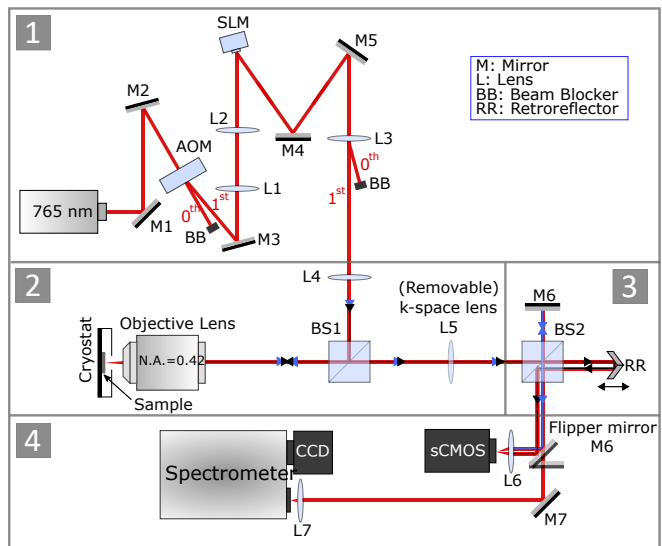 1
SLM
M5
M: Mirror
L: Lens
BB: Beam Blocker
RR: Retroreflector
M2
L2
M4
L3
AOM
0th
BB
1st
765 nm
M1
0th
1st
BB
L1
M3
2
L4
(Removable)
k-space lens
L5
3
M6
BS1
BS2
Cryostat
Objective Lens
N.A.=0.42
Sample
RR
4
Flipper mirror
M6
Spectrometer
CCD
sCMOS
L6
L7
M7